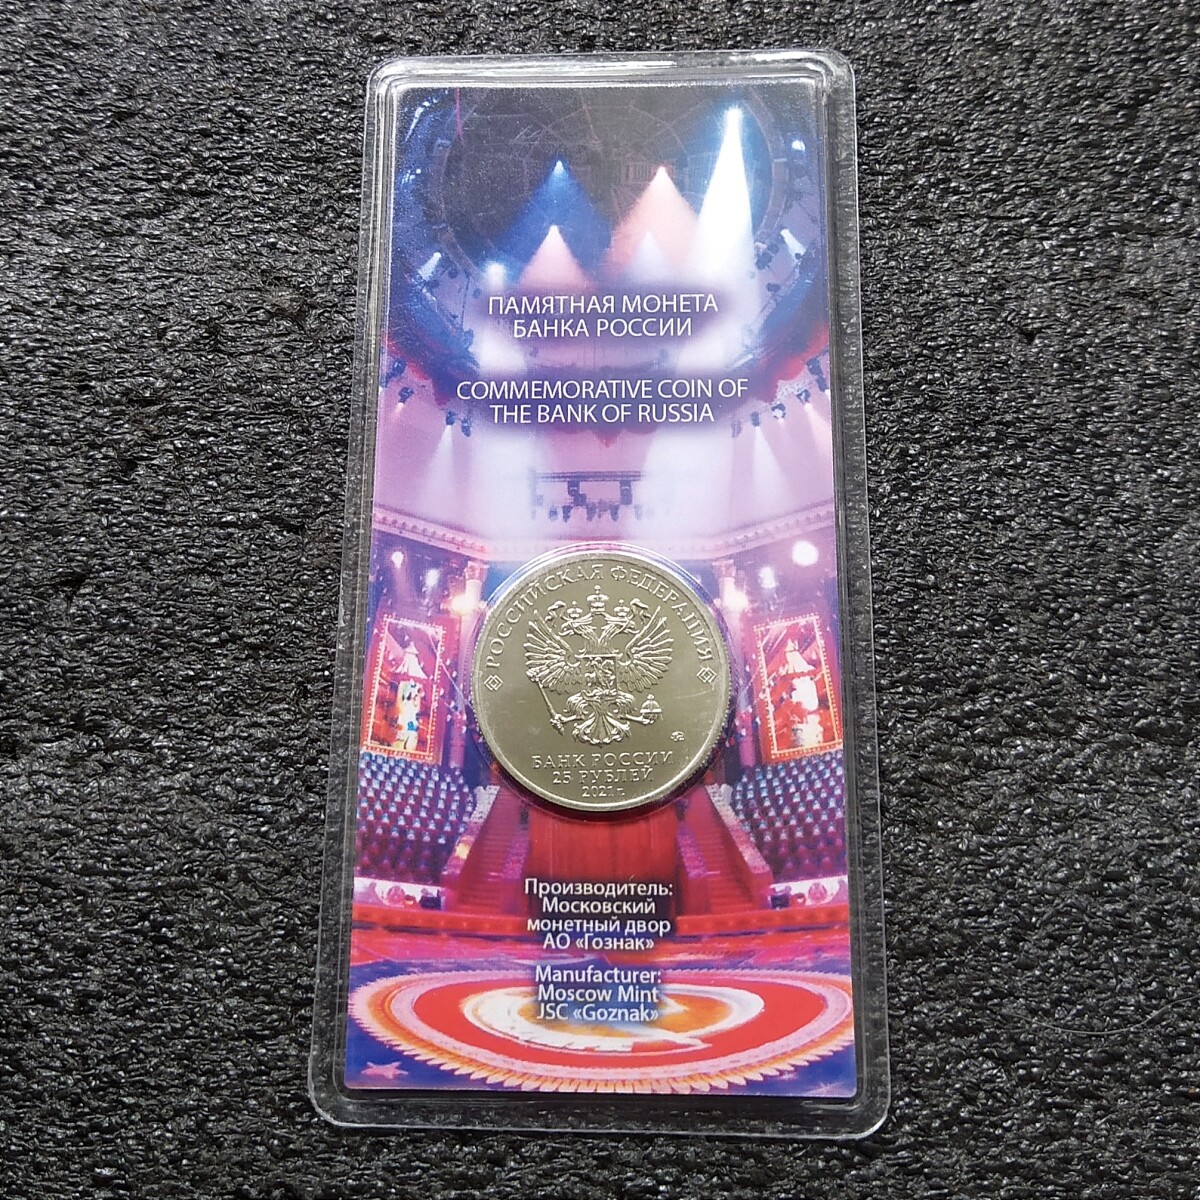 ПАМЯТНАЯ МОНЕТА
БАНКА РОССИИ
COMMEMORATIVE COIN OF
THE BANK OF RUSSIA
РОССИЙСКАЯ ФЕДЕРАЦИЯ
БАНК РОССИИ
25 РУБЛЕЙ
2021 г.
Производитель:
Московский
монетный двор
АО «Гознак»
Manufacturer:
Moscow Mint
JSC «Goznak»